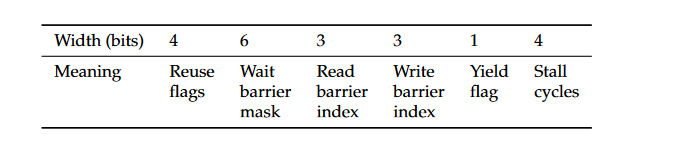 Width (bits) 4 6 3 3 1 4
Meaning Reuse Wait Read Write Yield Stall
flags barrier barrier barrier flag cycles
mask index index